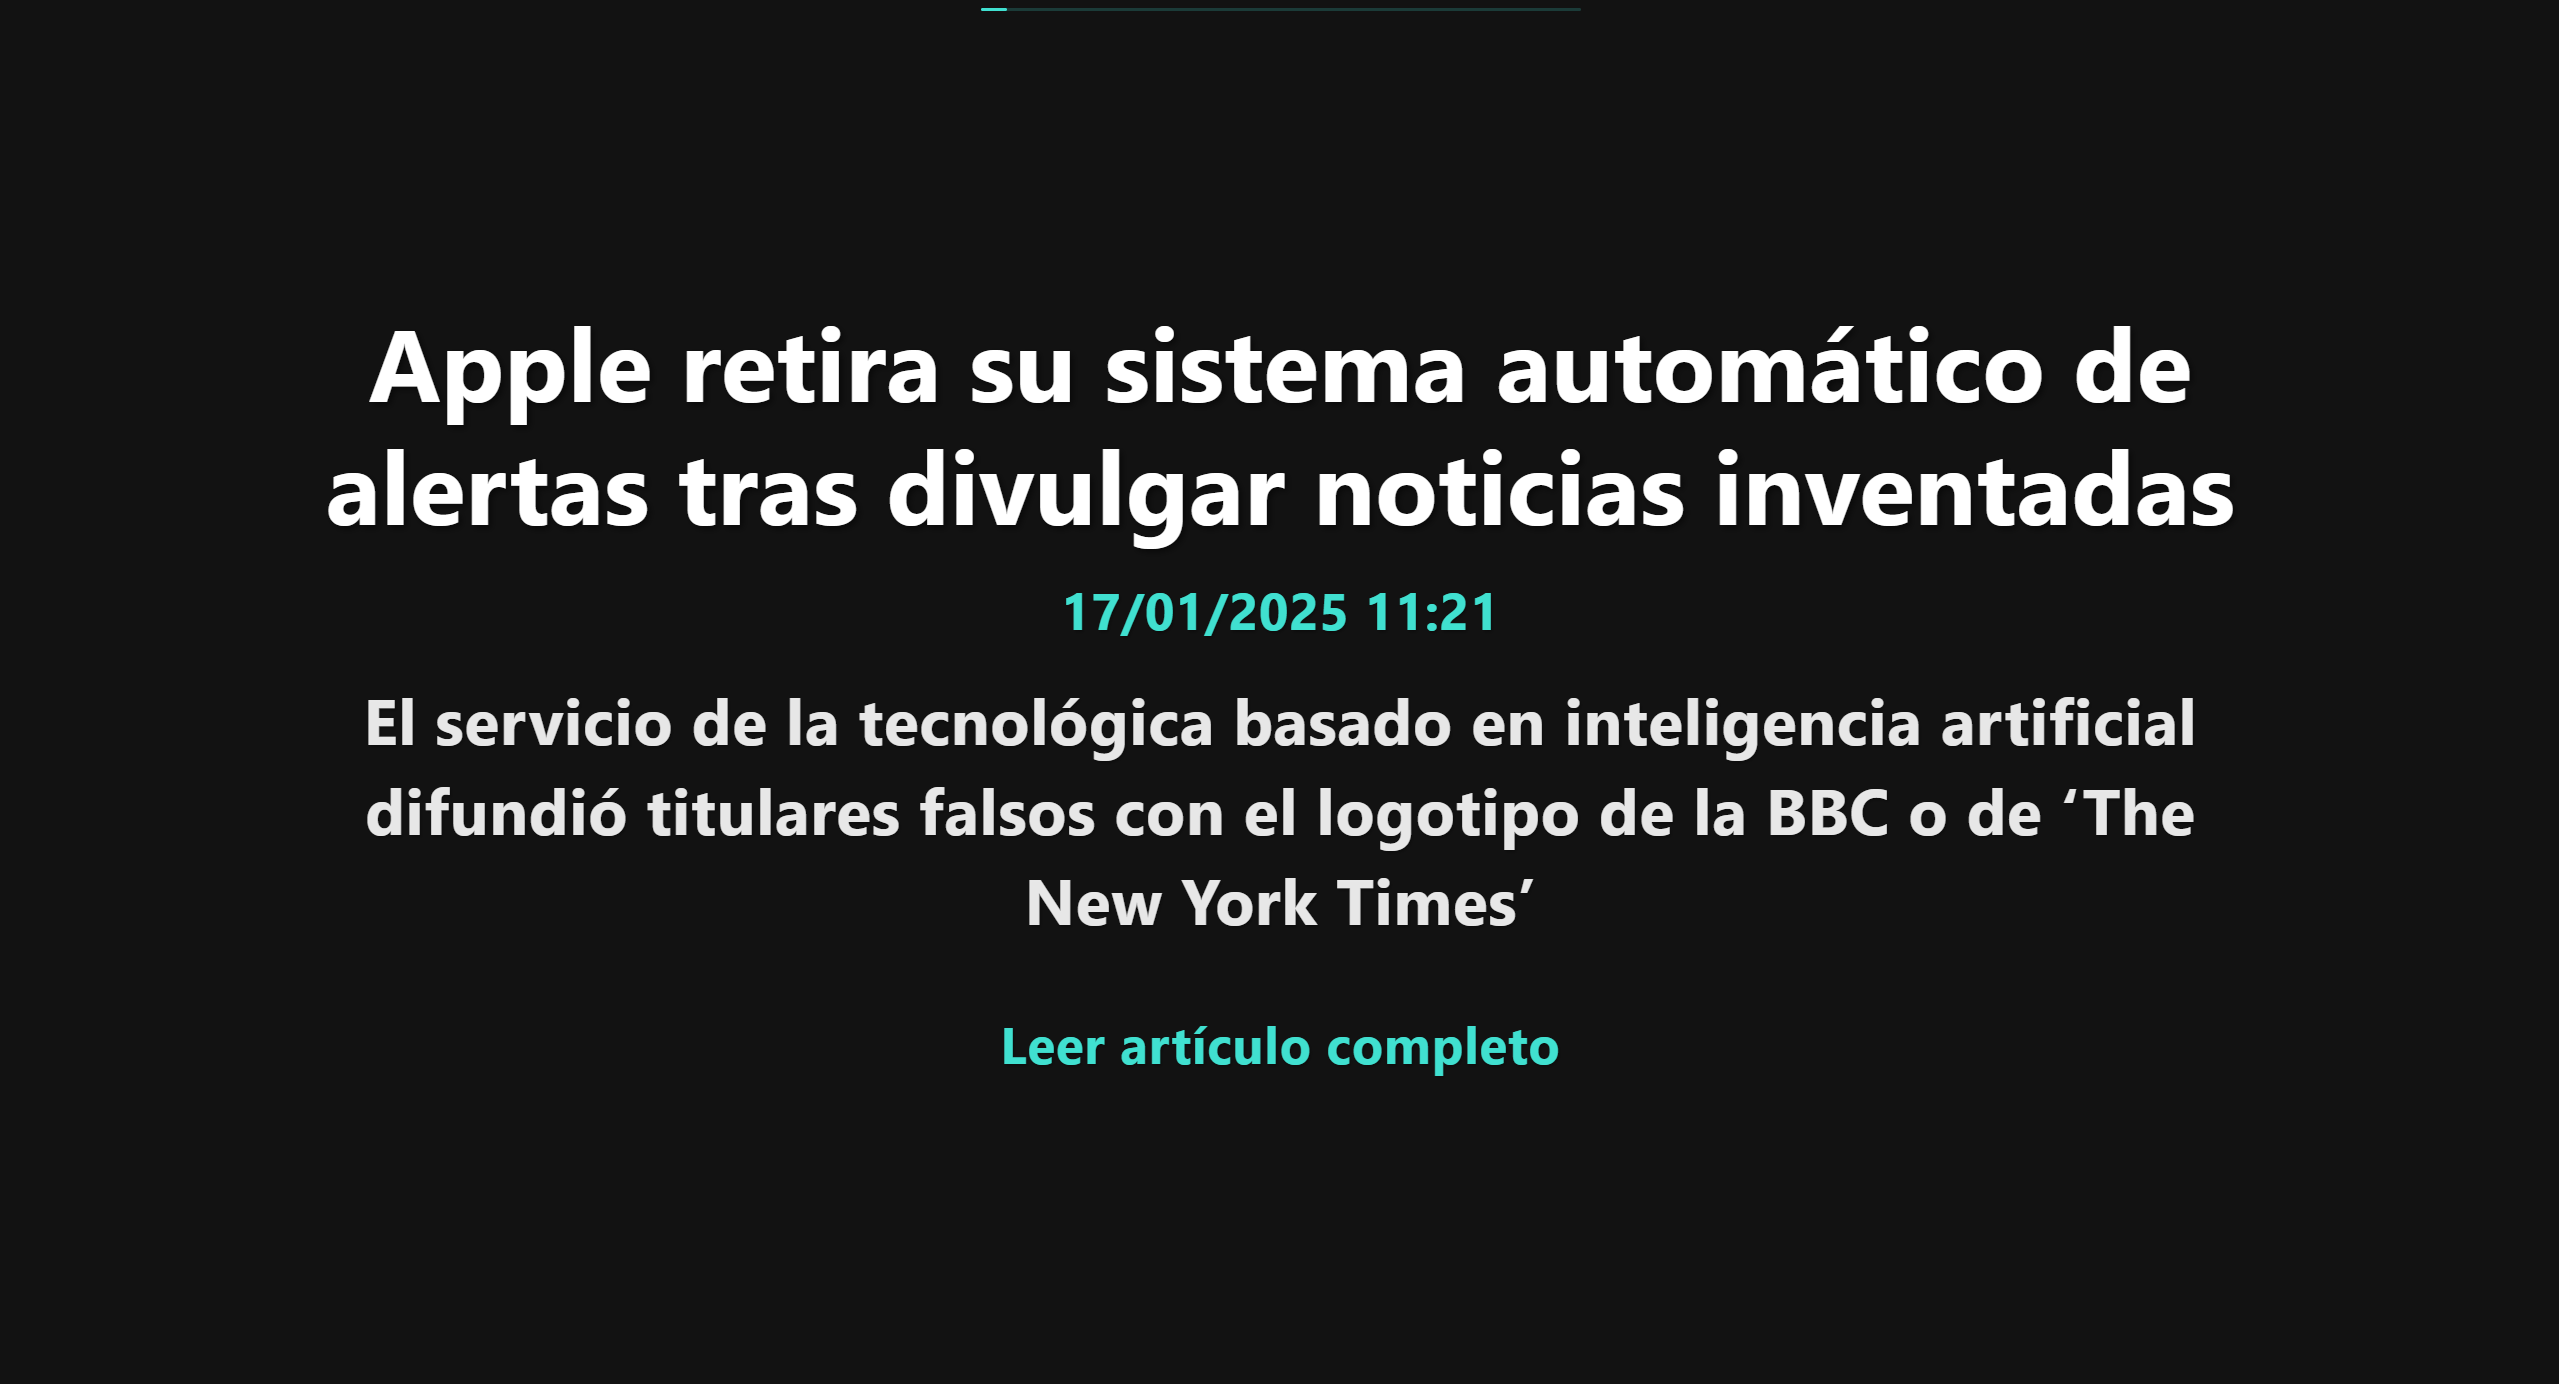 Apple retira su sistema automático de
alertas tras divulgar noticias inventadas
17/01/2025 11:21
El servicio de la tecnológica basado en inteligencia artificial
difundió titulares falsos con el logotipo de la BBC o de ‘The
New York Times’
Leer artículo completo